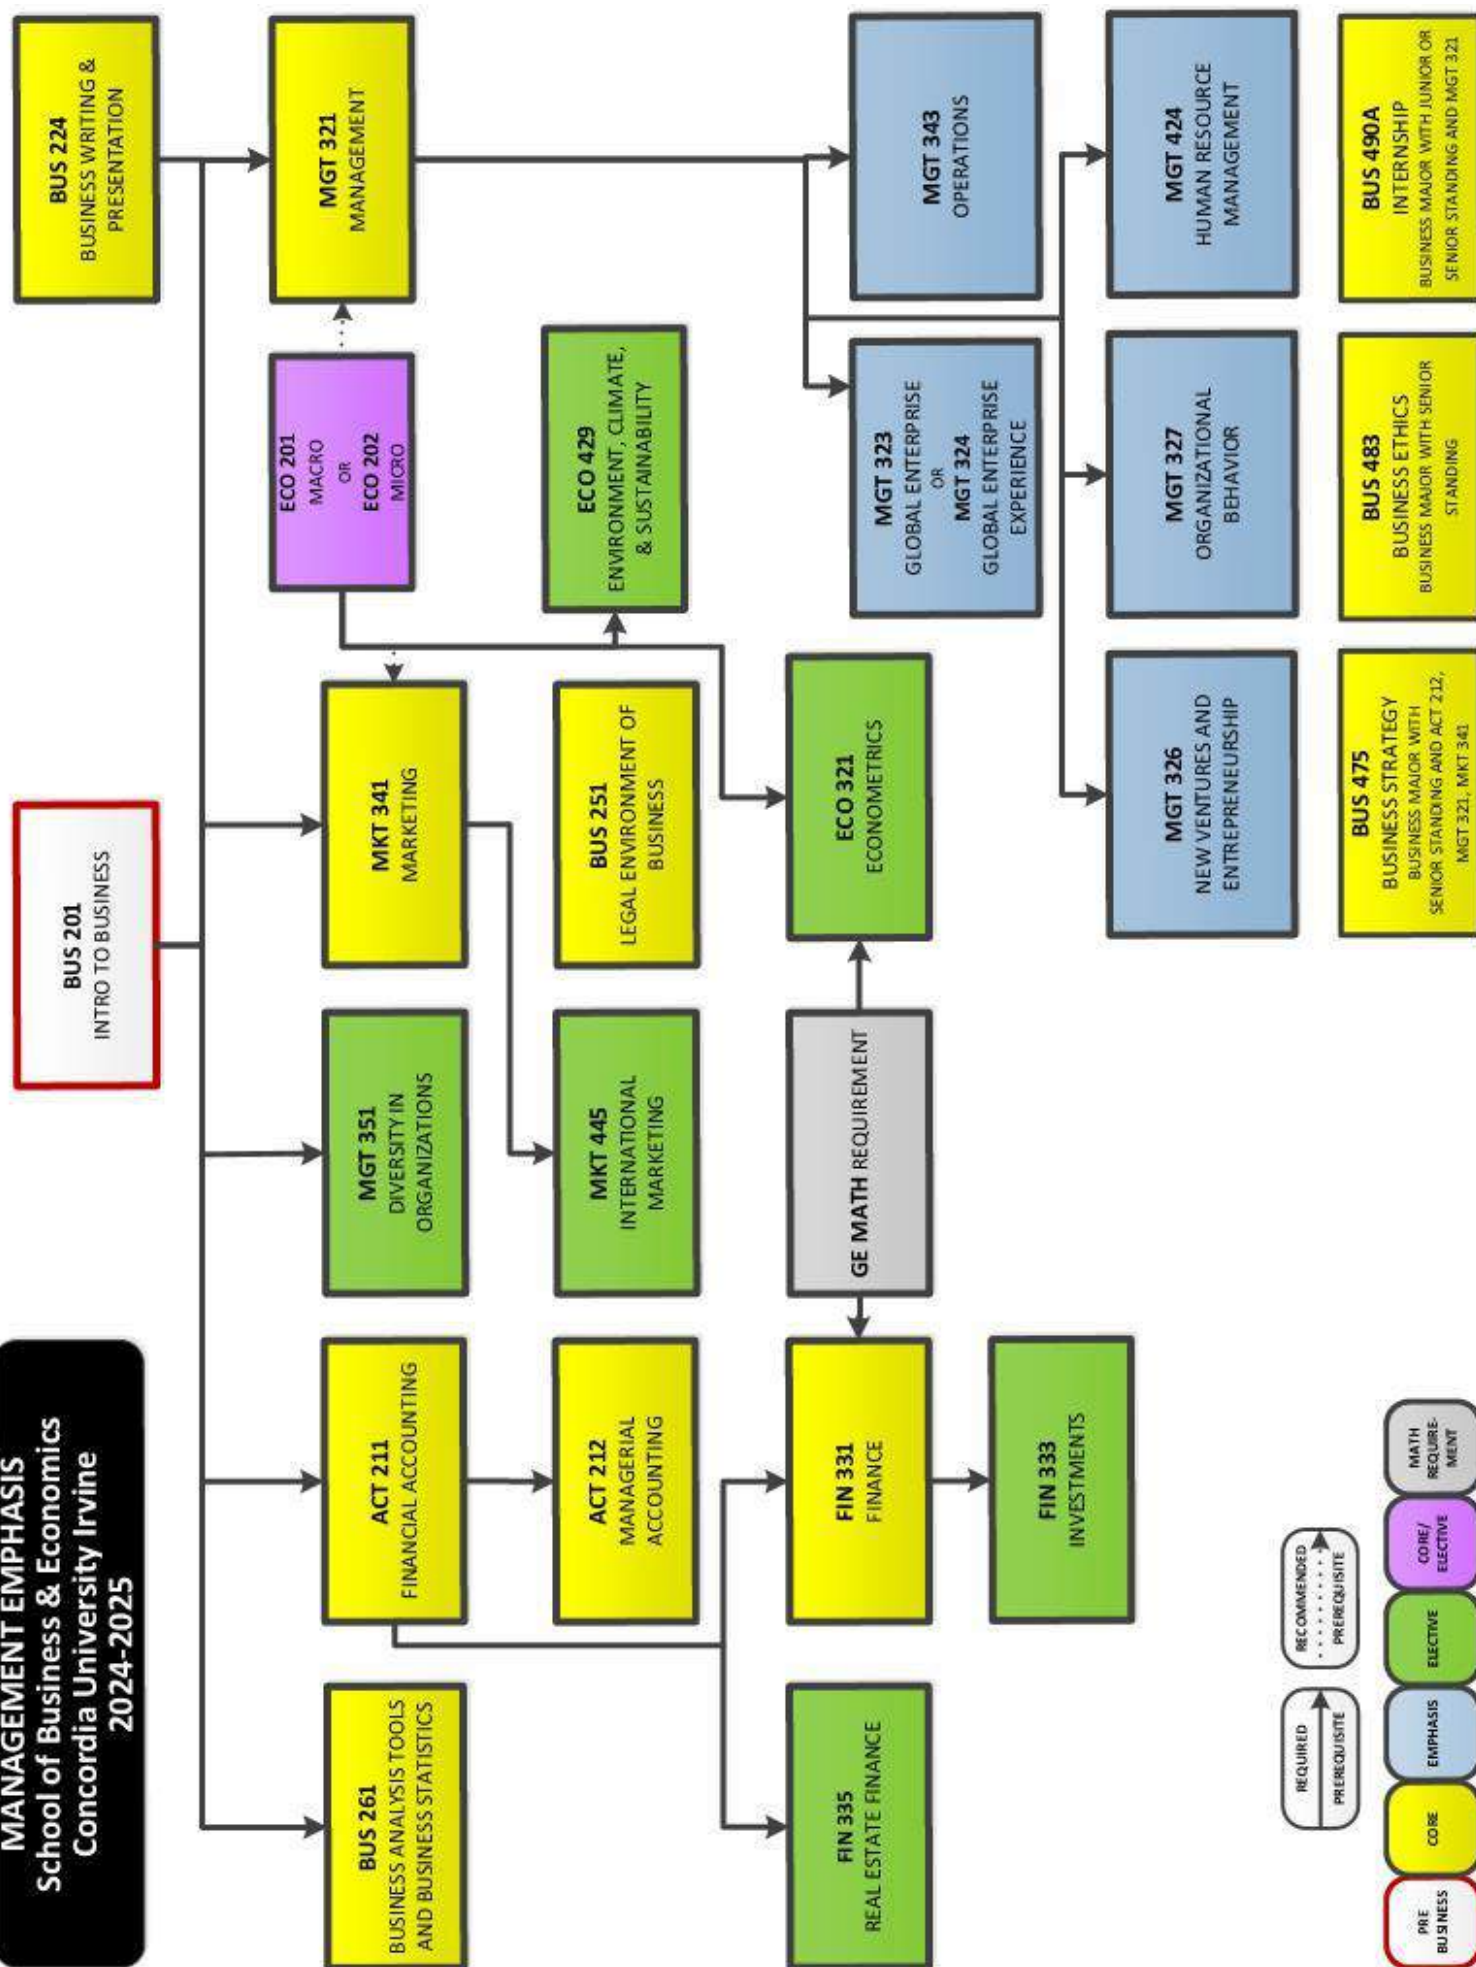 MANAGEMENT EMPHASIS
School of Business & Economics
Concordia University Irvine
2024-2025
BUS 201
INTRO TO BUSINESS
BUS 224
BUSINESS WRITING &
PRESENTATION
BUS 261
BUSINESS ANALYSIS TOOLS
AND BUSINESS STATISTICS
ACT 211
FINANCIAL ACCOUNTING
MGT 351
DIVERSITY IN
ORGANIZATIONS
MKT 341
MARKETING
ECO 201
MACRO
OR
ECO 202
MICRO
MGT 321
MANAGEMENT
ACT 212
MANAGERIAL
ACCOUNTING
MKT 445
INTERNATIONAL
MARKETING
BUS 251
LEGAL ENVIRONMENT OF
BUSINESS
ECO 429
ENVIRONMENT, CLIMATE,
& SUSTAINABILITY
FIN 335
REAL ESTATE FINANCE
FIN 331
FINANCE
GE MATH REQUIREMENT
ECO 321
ECONOMETRICS
MGT 323
GLOBAL ENTERPRISE
OR
MGT 324
GLOBAL ENTERPRISE
EXPERIENCE
MGT 343
OPERATIONS
FIN 333
INVESTMENTS
MGT 326
NEW VENTURES AND
ENTREPRENEURSHIP
MGT 327
ORGANIZATIONAL
BEHAVIOR
MGT 424
HUMAN RESOURCE
MANAGEMENT
REQUIRED
PREREQUISITE
RECOMMENDED
PREREQUISITE
PRE
BUSINESS
CORE
EMPHASIS
ELECTIVE
CORE/
ELECTIVE
MATH
REQUIRE-
MENT
BUS 475
BUSINESS STRATEGY
BUSINESS MAJOR WITH
SENIOR STANDING AND ACT 212,
MGT 321, MKT 341
BUS 483
BUSINESS ETHICS
BUSINESS MAJOR WITH SENIOR
STANDING
BUS 490A
INTERNSHIP
BUSINESS MAJOR WITH JUNIOR OR
SENIOR STANDING AND MGT 321